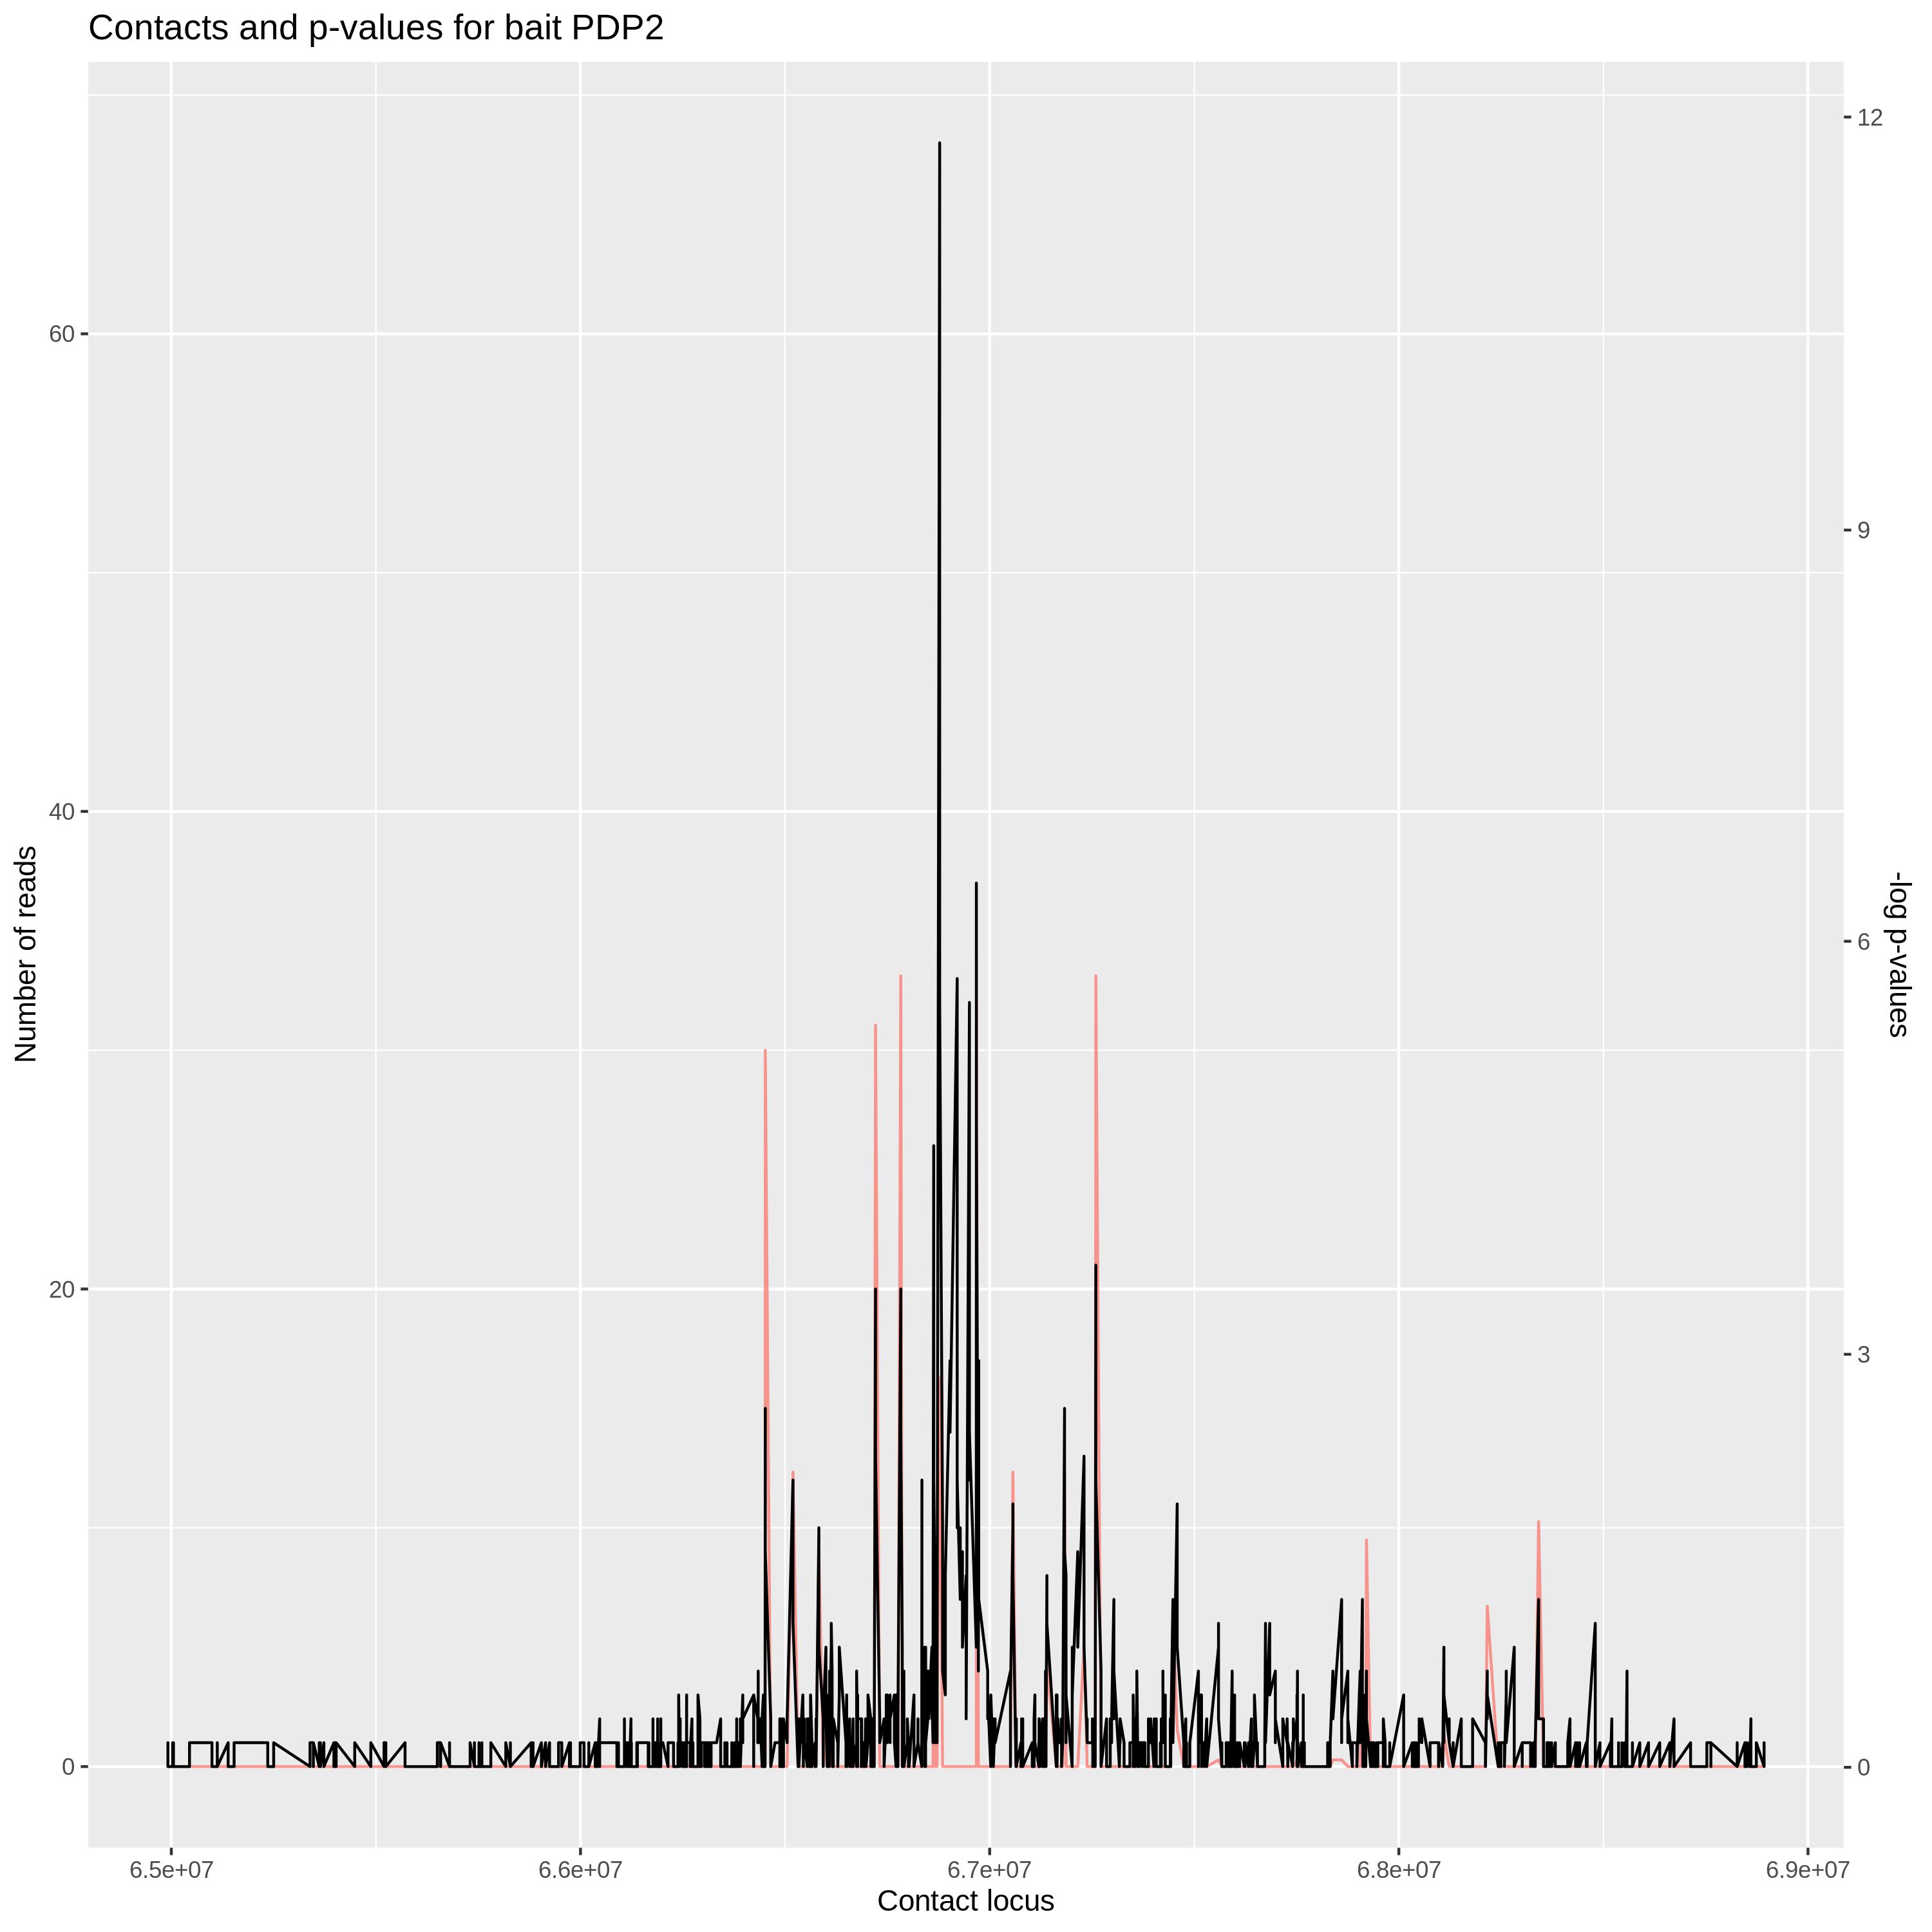 Contacts and p-values for bait PDP2
12
60
9
40
Number of reads
6
-log p-values
20
3
0
0
6.5e+07 6.6e+07 6.7e+07 6.8e+07 6.9e+07
Contact locus